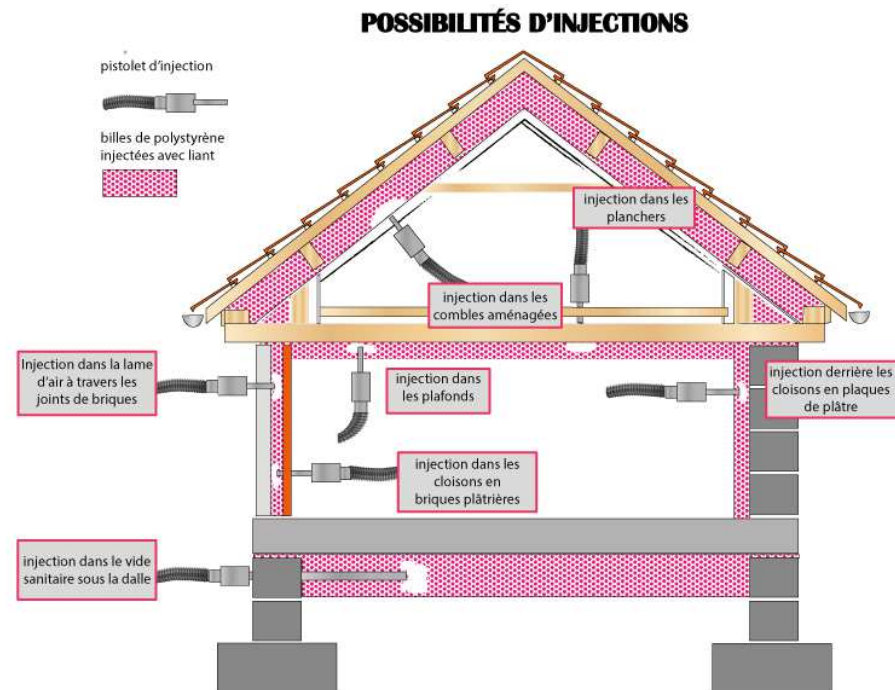 POSSIBILITÉS D'INJECTIONS
pistolet d'injection
billes de polystyrène
injectées avec liant
injection dans les
planchers
injection dans les
combles aménagées
Injection dans la lame
d'air à travers les
joints de briques
injection dans
les plafonds
injection derrière les
cloisons en plaques
de plâtre
injection dans les
cloisons en
briques plâtrières
injection dans le vide
sanitaire sous la dalle